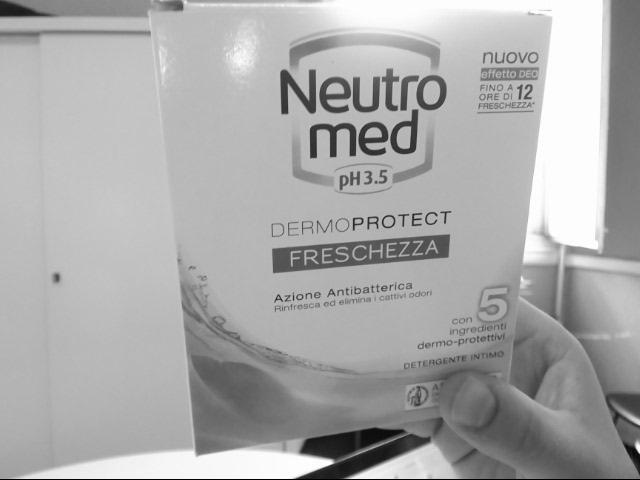 Neutro
med
pH 3.5
nuovo
effetto DEO
FINO A
ORE DI 12
FRESCHEZZA*
DERMOPROTECT
FRESCHEZZA
Azione Antibatterica
Rinfresca ed elimina i cattivi odori
con 5
ingredienti
dermo-protettivi
DETERGENTE INTIMO